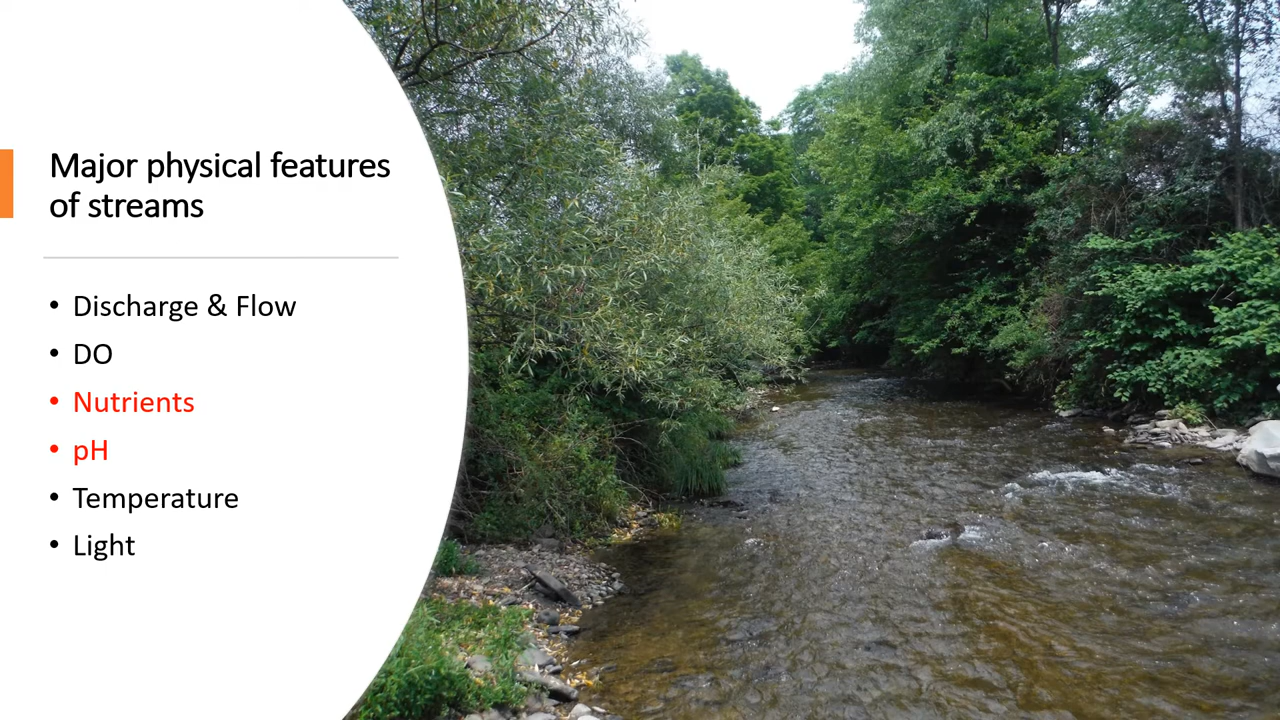 Major physical features
of streams
• Discharge & Flow
• DO
• Nutrients
• pH
• Temperature
• Light